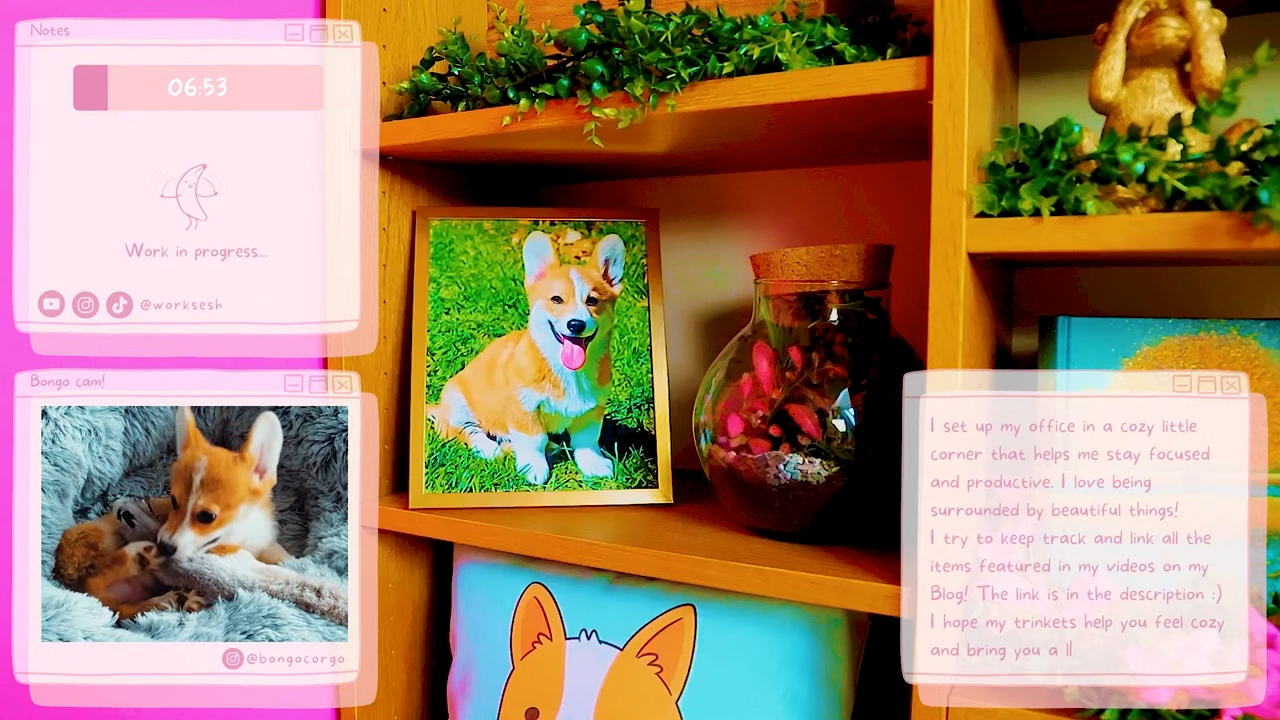 Notes
06:53
Work in progress...
@worksesh
Bongo cam!
@bongocorgo
I set up my office in a cozy little
corner that helps me stay focused
and productive. I love being
surrounded by beautiful things!
I try to keep track and link all the
items featured in my videos on my
Blog! The link is in the description :)
I hope my trinkets help you feel cozy
and bring you a ll